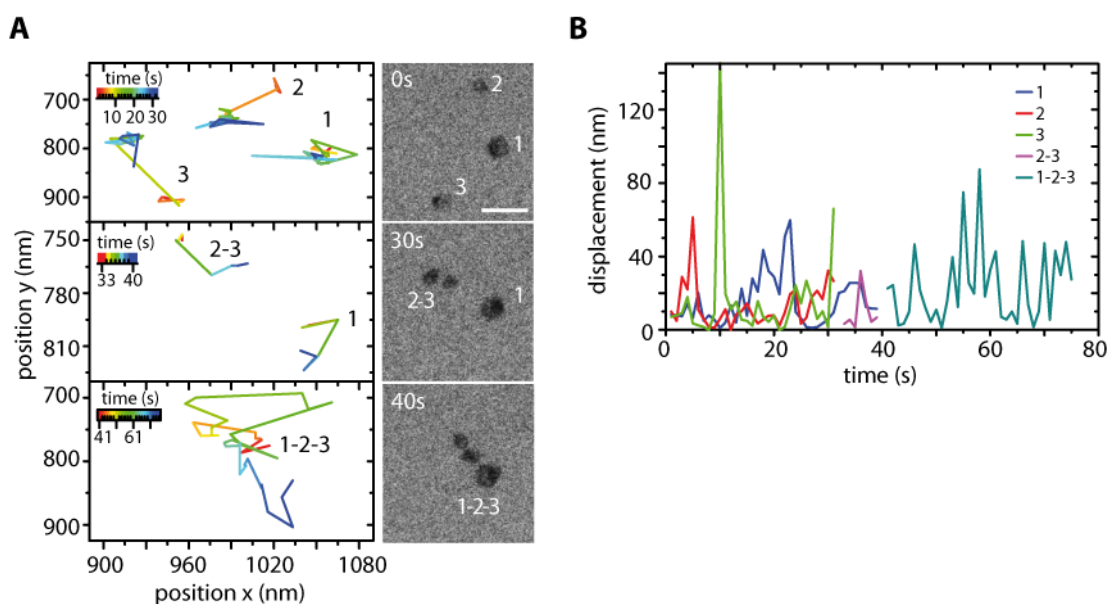 A
time (s)
10 20 30
700
800
900
2
1
3
0s
2
1
3
time (s)
33 40
750
780
810
2-3
1
30s
2-3
1
position y (nm)
time (s)
41 61
700
800
900
1-2-3
40s
1-2-3
900 960 1020 1080
position x (nm)
B
displacement (nm)
120
80
40
0
1
2
3
2-3
1-2-3
0 20 40 60 80
time (s)